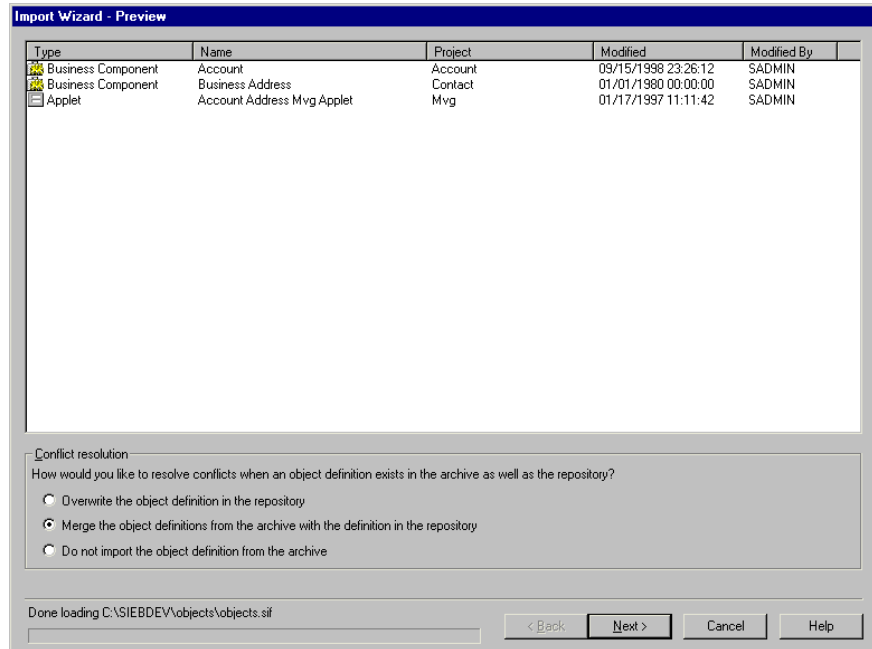 Import Wizard - Preview
Type Name Project Modified Modified By
Business Component Account Account 09/15/1998 23:26:12 SADMIN
Business Component Business Address Contact 01/01/1980 00:00:00 SADMIN
Applet Account Address Mvg Applet Mvg 01/17/1997 11:11:42 SADMIN
Conflict resolution
How would you like to resolve conflicts when an object definition exists in the archive as well as the repository?
Overwrite the object definition in the repository
Merge the object definitions from the archive with the definition in the repository
Do not import the object definition from the archive
Done loading C:\SIEBDEV\objects\objects.sif
< Back Next > Cancel Help